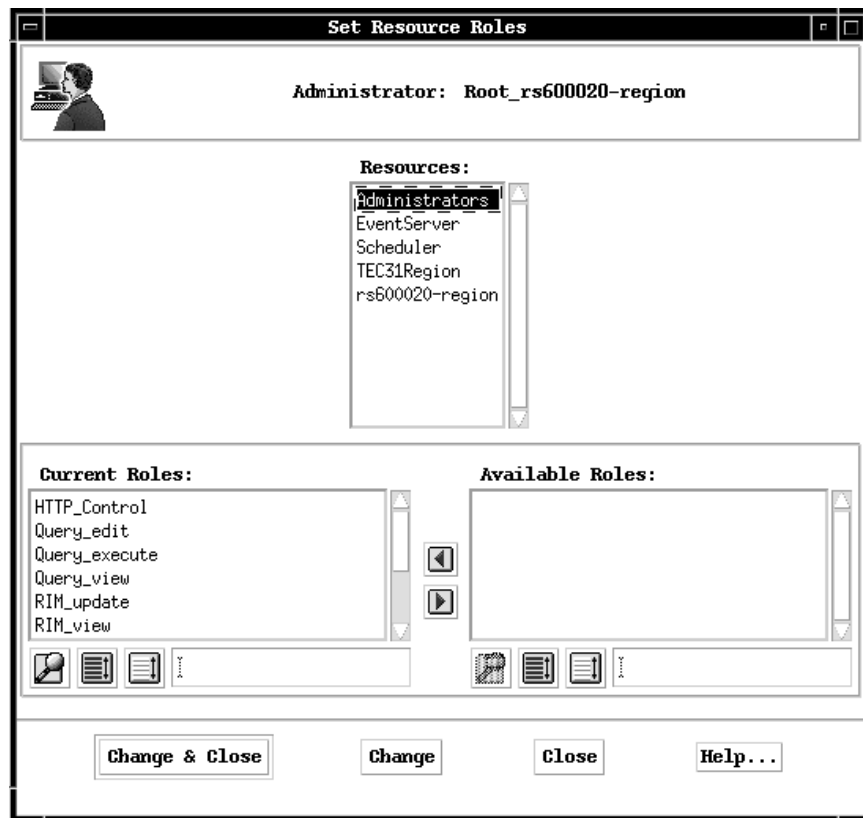 Set Resource Roles
Administrator: Root_rs600020-region
Resources:
Administrators
EventServer
Scheduler
TEC31Region
rs600020-region
Current Roles:
HTTP_Control
Query_edit
Query_execute
Query_view
RIM_update
RIM_view
Available Roles:
Change & Close
Change
Close
Help...